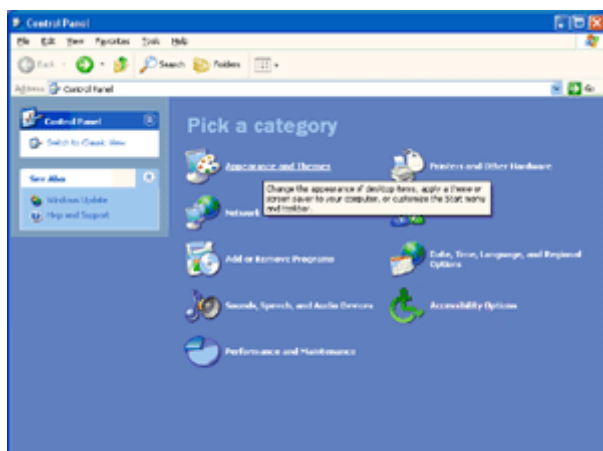 Control Panel
File Edit View Favorites Tools Help
Back Search Folders
Address Control Panel Go
Control Panel
Switch to Classic View
See Also
Windows Update
Help and Support
Pick a category
Appearance and Themes
Printers and Other Hardware
Change the appearance of desktop items, apply a theme or
screen saver to your computer, or customize the Start menu
and taskbar.
Network
Add or Remove Programs
Date, Time, Language, and Regional
Options
Sounds, Speech, and Audio Devices
Accessibility Options
Performance and Maintenance